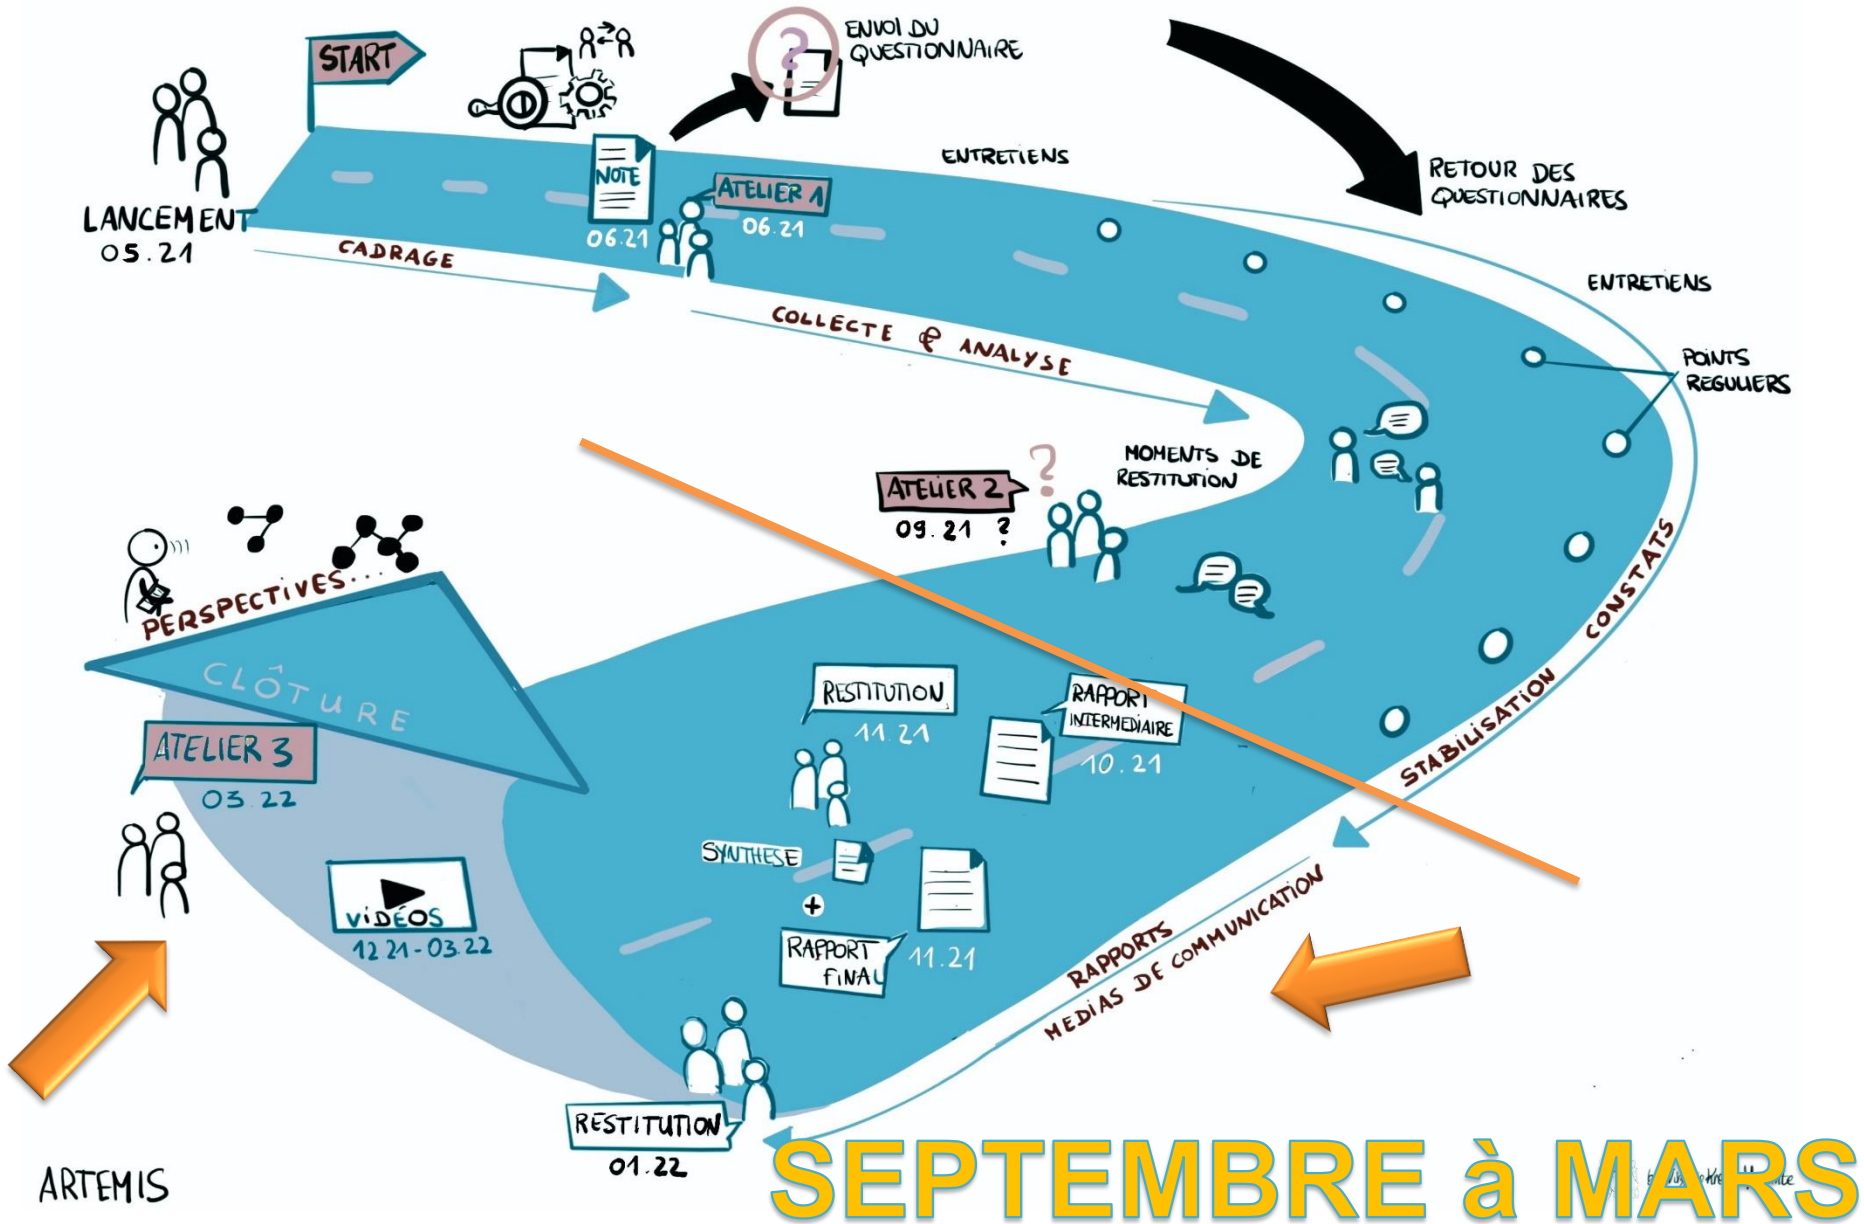 START
ENVOI DU
QUESTIONNAIRE
LANCEMENT
05.21
NOTE
06.21
ATELIER 1
06.21
ENTRETIENS
RETOUR DES
QUESTIONNAIRES
CADRAGE
COLLECTE & ANALYSE
ENTRETIENS
POINTS
REGULIERS
MOMENTS DE
RESTITUTION
ATELIER 2
09.21 ?
?
STABILISATION CONSTATS
PERSPECTIVES...
CLÔTURE
ATELIER 3
03.22
VIDÉOS
12 21-03.22
RESTITUTION
11.21
RAPPORT
INTERMEDIAIRE
10.21
SYNTHESE
+
RAPPORT
FINAL
11.21
RAPPORTS
MEDIAS DE COMMUNICATION
RESTITUTION
01.22
ARTEMIS
SEPTEMBRE à MARS